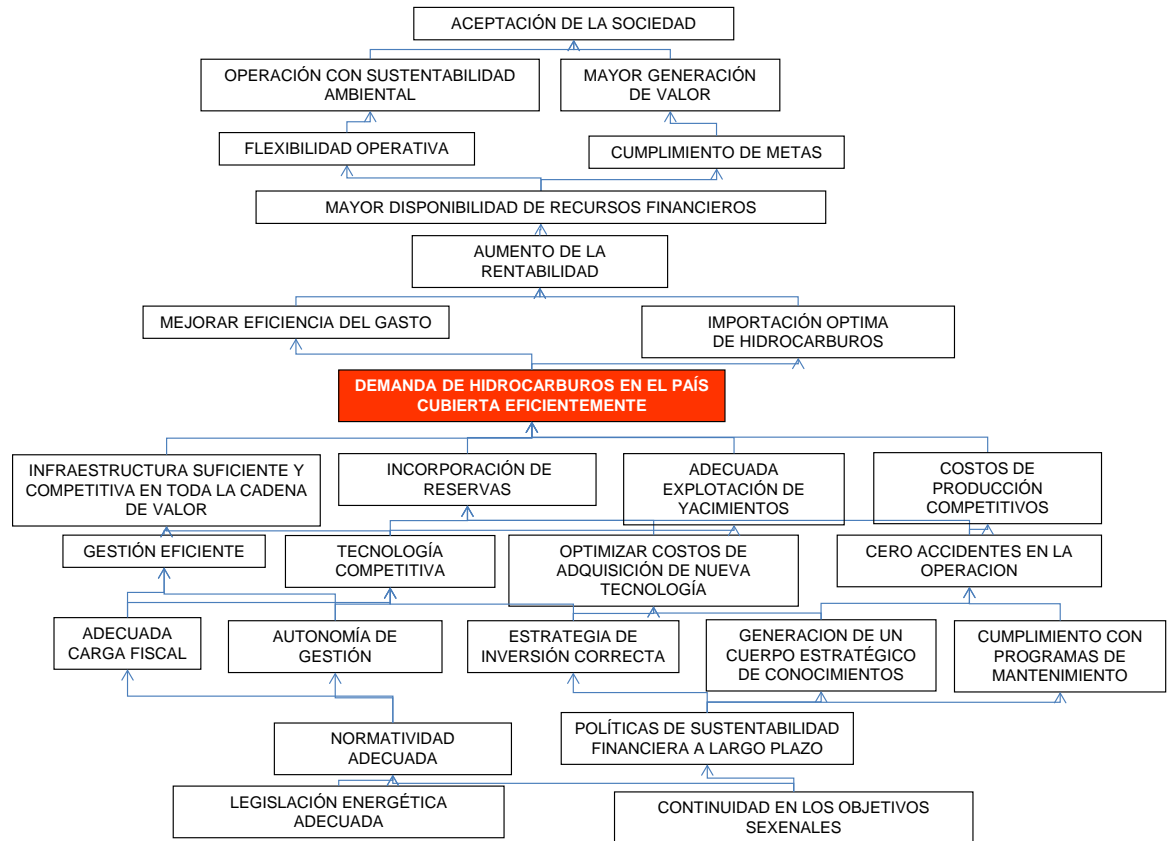 ACEPTACIÓN DE LA SOCIEDAD
OPERACIÓN CON SUSTENTABILIDAD
AMBIENTAL
MAYOR GENERACIÓN
DE VALOR
FLEXIBILIDAD OPERATIVA
CUMPLIMIENTO DE METAS
MAYOR DISPONIBILIDAD DE RECURSOS FINANCIEROS
AUMENTO DE LA
RENTABILIDAD
MEJORAR EFICIENCIA DEL GASTO
IMPORTACIÓN OPTIMA
DE HIDROCARBUROS
DEMANDA DE HIDROCARBUROS EN EL PAÍS
CUBIERTA EFICIENTEMENTE
INFRAESTRUCTURA SUFICIENTE Y
COMPETITIVA EN TODA LA CADENA
DE VALOR
INCORPORACIÓN DE
RESERVAS
ADECUADA
EXPLOTACIÓN DE
YACIMIENTOS
COSTOS DE
PRODUCCIÓN
COMPETITIVOS
GESTIÓN EFICIENTE
TECNOLOGÍA
COMPETITIVA
OPTIMIZAR COSTOS DE
ADQUISICIÓN DE NUEVA
TECNOLOGÍA
CERO ACCIDENTES EN LA
OPERACION
ADECUADA
CARGA FISCAL
AUTONOMÍA DE
GESTIÓN
ESTRATEGIA DE
INVERSIÓN CORRECTA
GENERACION DE UN
CUERPO ESTRATÉGICO
DE CONOCIMIENTOS
CUMPLIMIENTO CON
PROGRAMAS DE
MANTENIMIENTO
NORMATIVIDAD
ADECUADA
POLÍTICAS DE SUSTENTABILIDAD
FINANCIERA A LARGO PLAZO
LEGISLACIÓN ENERGÉTICA
ADECUADA
CONTINUIDAD EN LOS OBJETIVOS
SEXENALES